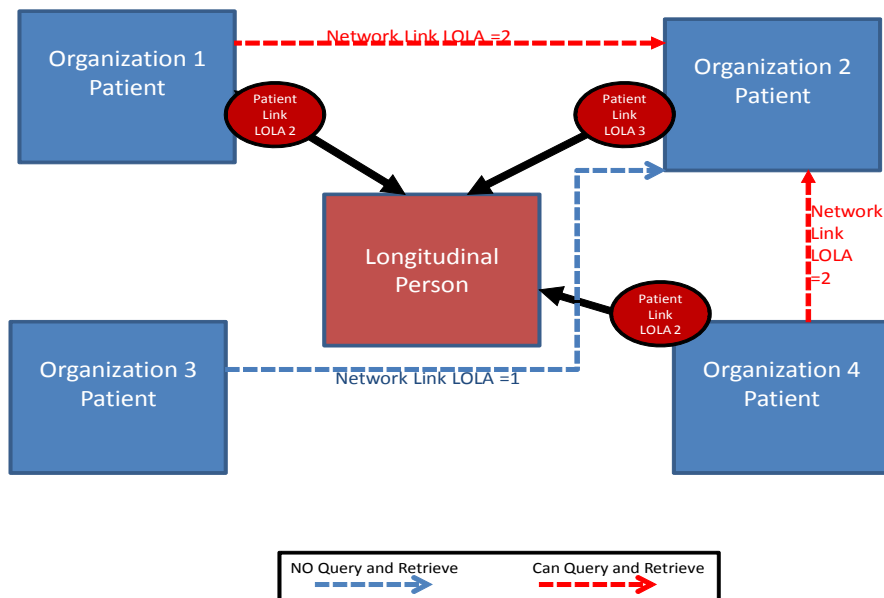 Organization 1
Patient
Network Link LOLA =2
Organization 2
Patient
Patient
Link
LOLA 2
Patient
Link
LOLA 3
Network
Link
LOLA
=2
Longitudinal
Person
Patient
Link
LOLA 2
Organization 3
Patient
Network Link LOLA =1
Organization 4
Patient
NO Query and Retrieve
Can Query and Retrieve